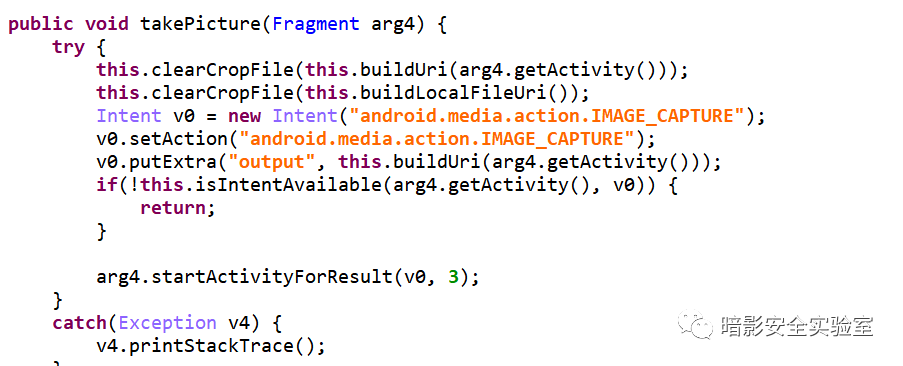 public void takePicture(Fragment arg4) {
    try {
        this.clearCropFile(this.buildUri(arg4.getActivity()));
        this.clearCropFile(this.buildLocalFileUri());
        Intent v0 = new Intent("android.media.action.IMAGE_CAPTURE");
        v0.setAction("android.media.action.IMAGE_CAPTURE");
        v0.putExtra("output", this.buildUri(arg4.getActivity()));
        if(!this.isIntentAvailable(arg4.getActivity(), v0)) {
            return;
        }
        arg4.startActivityForResult(v0, 3);
    }
    catch(Exception v4) {
        v4.printStackTrace();
暗影安全实验室